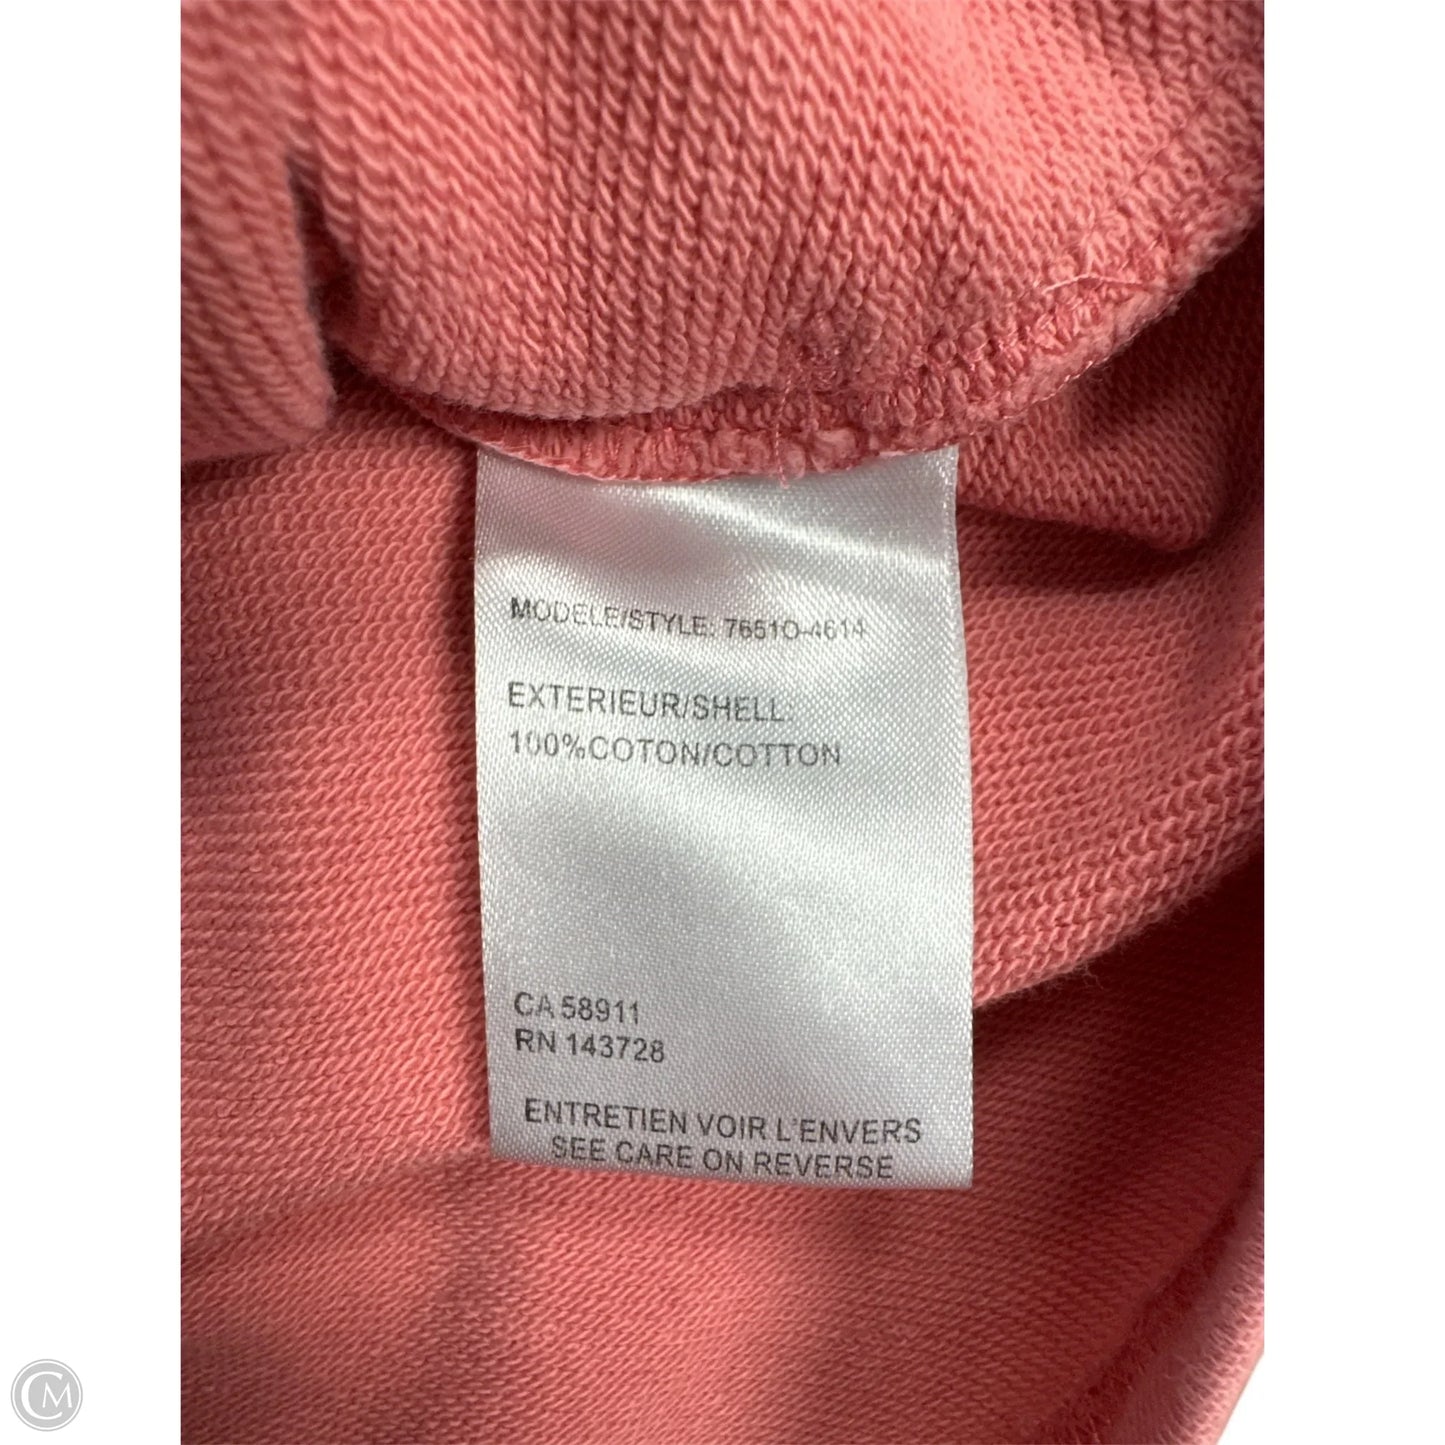 MODELE/STYLE: 76510-4614
EXTERIEUR/SHELL:
100%COTON/COTTON
CA 58911
RN 143728
ENTRETIEN VOIR L'ENVERS
SEE CARE ON REVERSE
CM